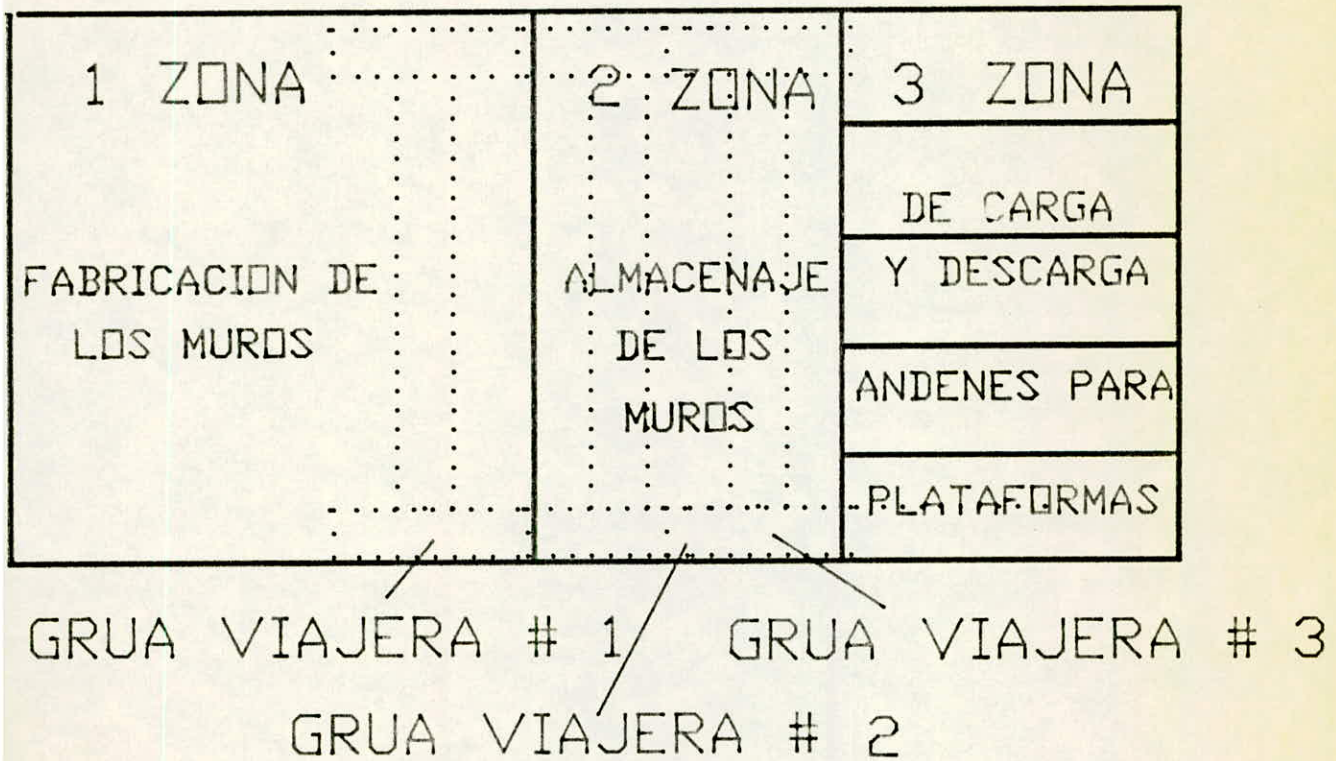 1 ZONA
FABRICACION DE
LOS MUROS
2 ZONA
ALMACENAJE
DE LOS
MUROS
3 ZONA
DE CARGA
Y DESCARGA
ANDENES PARA
PLATAFORMAS
GRUA VIAJERA # 1
GRUA VIAJERA # 3
GRUA VIAJERA # 2